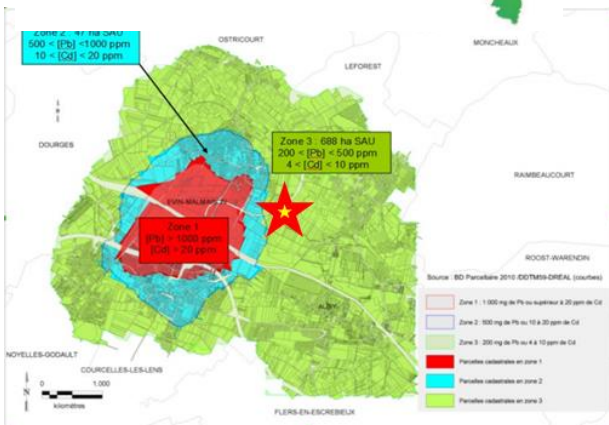 Zone 2 : 47 ha SAU
500 < [Pb] <1000 ppm
10 < [Cd] < 20 ppm
OSTRICOURT
MONCHEAUX
LEFOREST
DOURGES
Zone 3 : 688 ha SAU
200 < [Pb] < 500 ppm
4 < [Cd] < 10 ppm
RAIMBEAUCOURT
EVIN-MALMAISON
Zone 1
[Pb] > 1000 ppm
[Cd] > 20 ppm
ROOST-WARENDIN
Source : BD Parcellaire 2010 /DDTM59-DREAL (courbes)
Zone 1 : 1 000 mg de Pb ou supérieur à 20 ppm de Cd
Zone 2 : 500 mg de Pb ou 10 à 20 ppm de Cd
Zone 3 : 200 mg de Pb ou 4 à 10 ppm de Cd
Parcelles cadastrales en zone 1
Parcelles cadastrales en zone 2
Parcelles cadastrales en zone 3
AUBY
NOYELLES-GODAULT
COURCELLES-LES-LENS
N
0 1.000
kilomètres
FLERS-EN-ESCREBIEUX